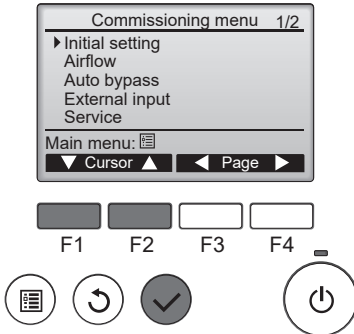 Commissioning menu 1/2
Initial setting
Airflow
Auto bypass
External input
Service
Main menu:
Cursor Page
F1 F2 F3 F4